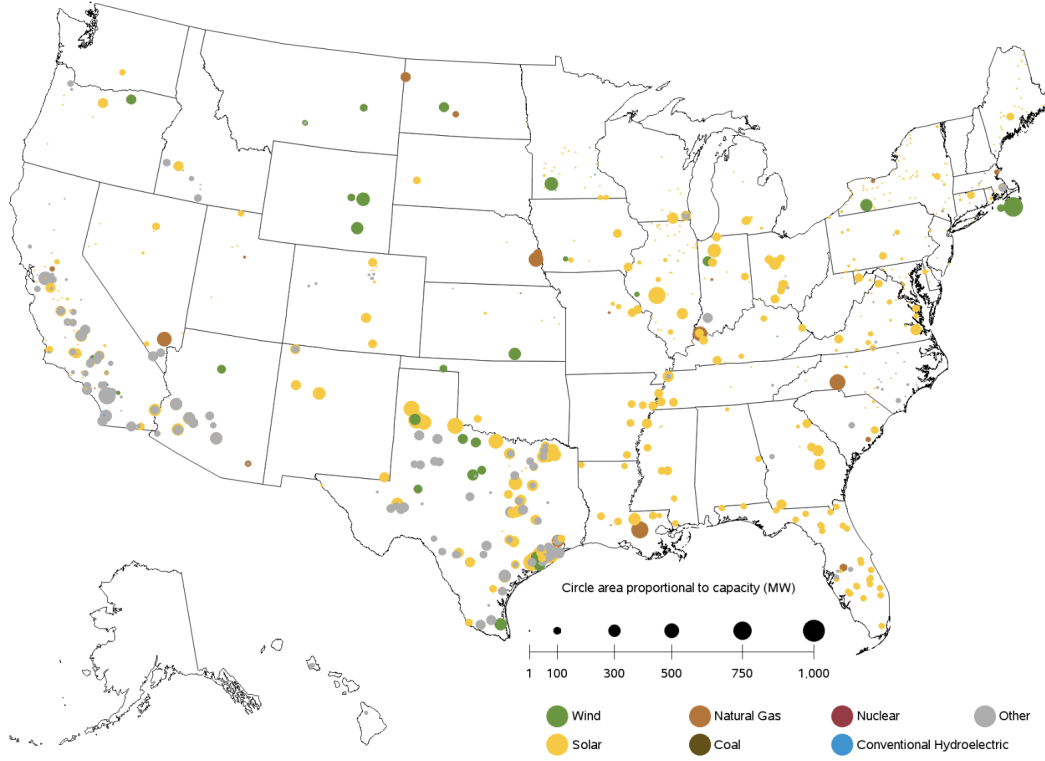 Circle area proportional to capacity (MW)
1 100 300 500 750 1,000
Wind Natural Gas Nuclear Other
Solar Coal Conventional Hydroelectric